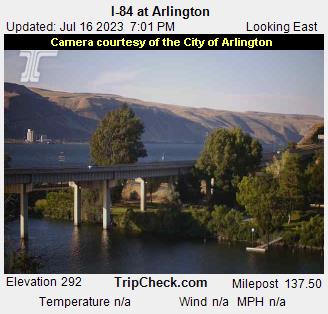 I-84 at Arlington
Updated: Jul 16 2023 7:01 PM Looking East
Camera courtesy of the City of Arlington
Elevation 292 TripCheck.com Milepost 137.50
Temperature n/a Wind n/a MPH n/a